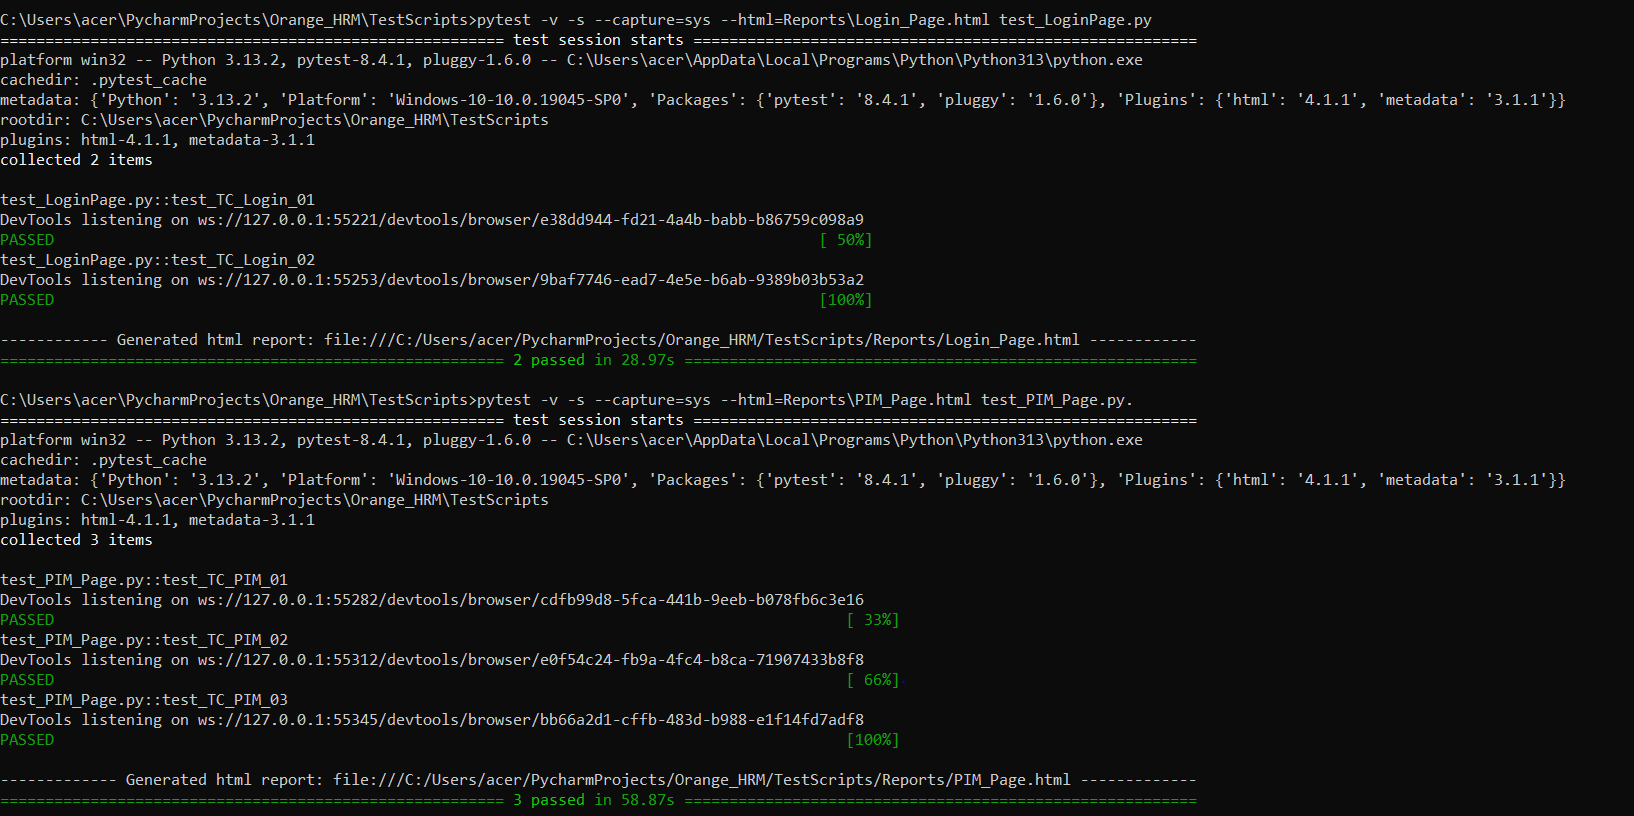 C:\Users\acer\PycharmProjects\Orange_HRM\TestScripts>pytest -v -s --capture=sys --html=Reports\Login_Page.html test_LoginPage.py
======================================================== test session starts ========================================================
platform win32 -- Python 3.13.2, pytest-8.4.1, pluggy-1.6.0 -- C:\Users\acer\AppData\Local\Programs\Python\Python313\python.exe
cachedir: .pytest_cache
metadata: {'Python': '3.13.2', 'Platform': 'Windows-10-10.0.19045-SP0', 'Packages': {'pytest': '8.4.1', 'pluggy': '1.6.0'}, 'Plugins': {'html': '4.1.1', 'metadata': '3.1.1'}}
rootdir: C:\Users\acer\PycharmProjects\Orange_HRM\TestScripts
plugins: html-4.1.1, metadata-3.1.1
collected 2 items
test_LoginPage.py::test_TC_Login_01
DevTools listening on ws://127.0.0.1:55221/devtools/browser/e38dd944-fd21-4a4b-babb-b86759c098a9
PASSED [ 50%]
test_LoginPage.py::test_TC_Login_02
DevTools listening on ws://127.0.0.1:55253/devtools/browser/9baf7746-ead7-4e5e-b6ab-9389b03b53a2
PASSED [100%]
------------ Generated html report: file:///C:/Users/acer/PycharmProjects/Orange_HRM/TestScripts/Reports/Login_Page.html ------------
======================================================== 2 passed in 28.97s =========================================================
C:\Users\acer\PycharmProjects\Orange_HRM\TestScripts>pytest -v -s --capture=sys --html=Reports\PIM_Page.html test_PIM_Page.py.
======================================================== test session starts ========================================================
platform win32 -- Python 3.13.2, pytest-8.4.1, pluggy-1.6.0 -- C:\Users\acer\AppData\Local\Programs\Python\Python313\python.exe
cachedir: .pytest_cache
metadata: {'Python': '3.13.2', 'Platform': 'Windows-10-10.0.19045-SP0', 'Packages': {'pytest': '8.4.1', 'pluggy': '1.6.0'}, 'Plugins': {'html': '4.1.1', 'metadata': '3.1.1'}}
rootdir: C:\Users\acer\PycharmProjects\Orange_HRM\TestScripts
plugins: html-4.1.1, metadata-3.1.1
collected 3 items
test_PIM_Page.py::test_TC_PIM_01
DevTools listening on ws://127.0.0.1:55282/devtools/browser/cdfb99d8-5fca-441b-9eeb-b078fb6c3e16
PASSED [ 33%]
test_PIM_Page.py::test_TC_PIM_02
DevTools listening on ws://127.0.0.1:55312/devtools/browser/e0f54c24-fb9a-4fc4-b8ca-71907433b8f8
PASSED [ 66%]
test_PIM_Page.py::test_TC_PIM_03
DevTools listening on ws://127.0.0.1:55345/devtools/browser/bb66a2d1-cffb-483d-b988-e1f14fd7adf8
PASSED [100%]
------------- Generated html report: file:///C:/Users/acer/PycharmProjects/Orange_HRM/TestScripts/Reports/PIM_Page.html -------------
======================================================== 3 passed in 58.87s =========================================================